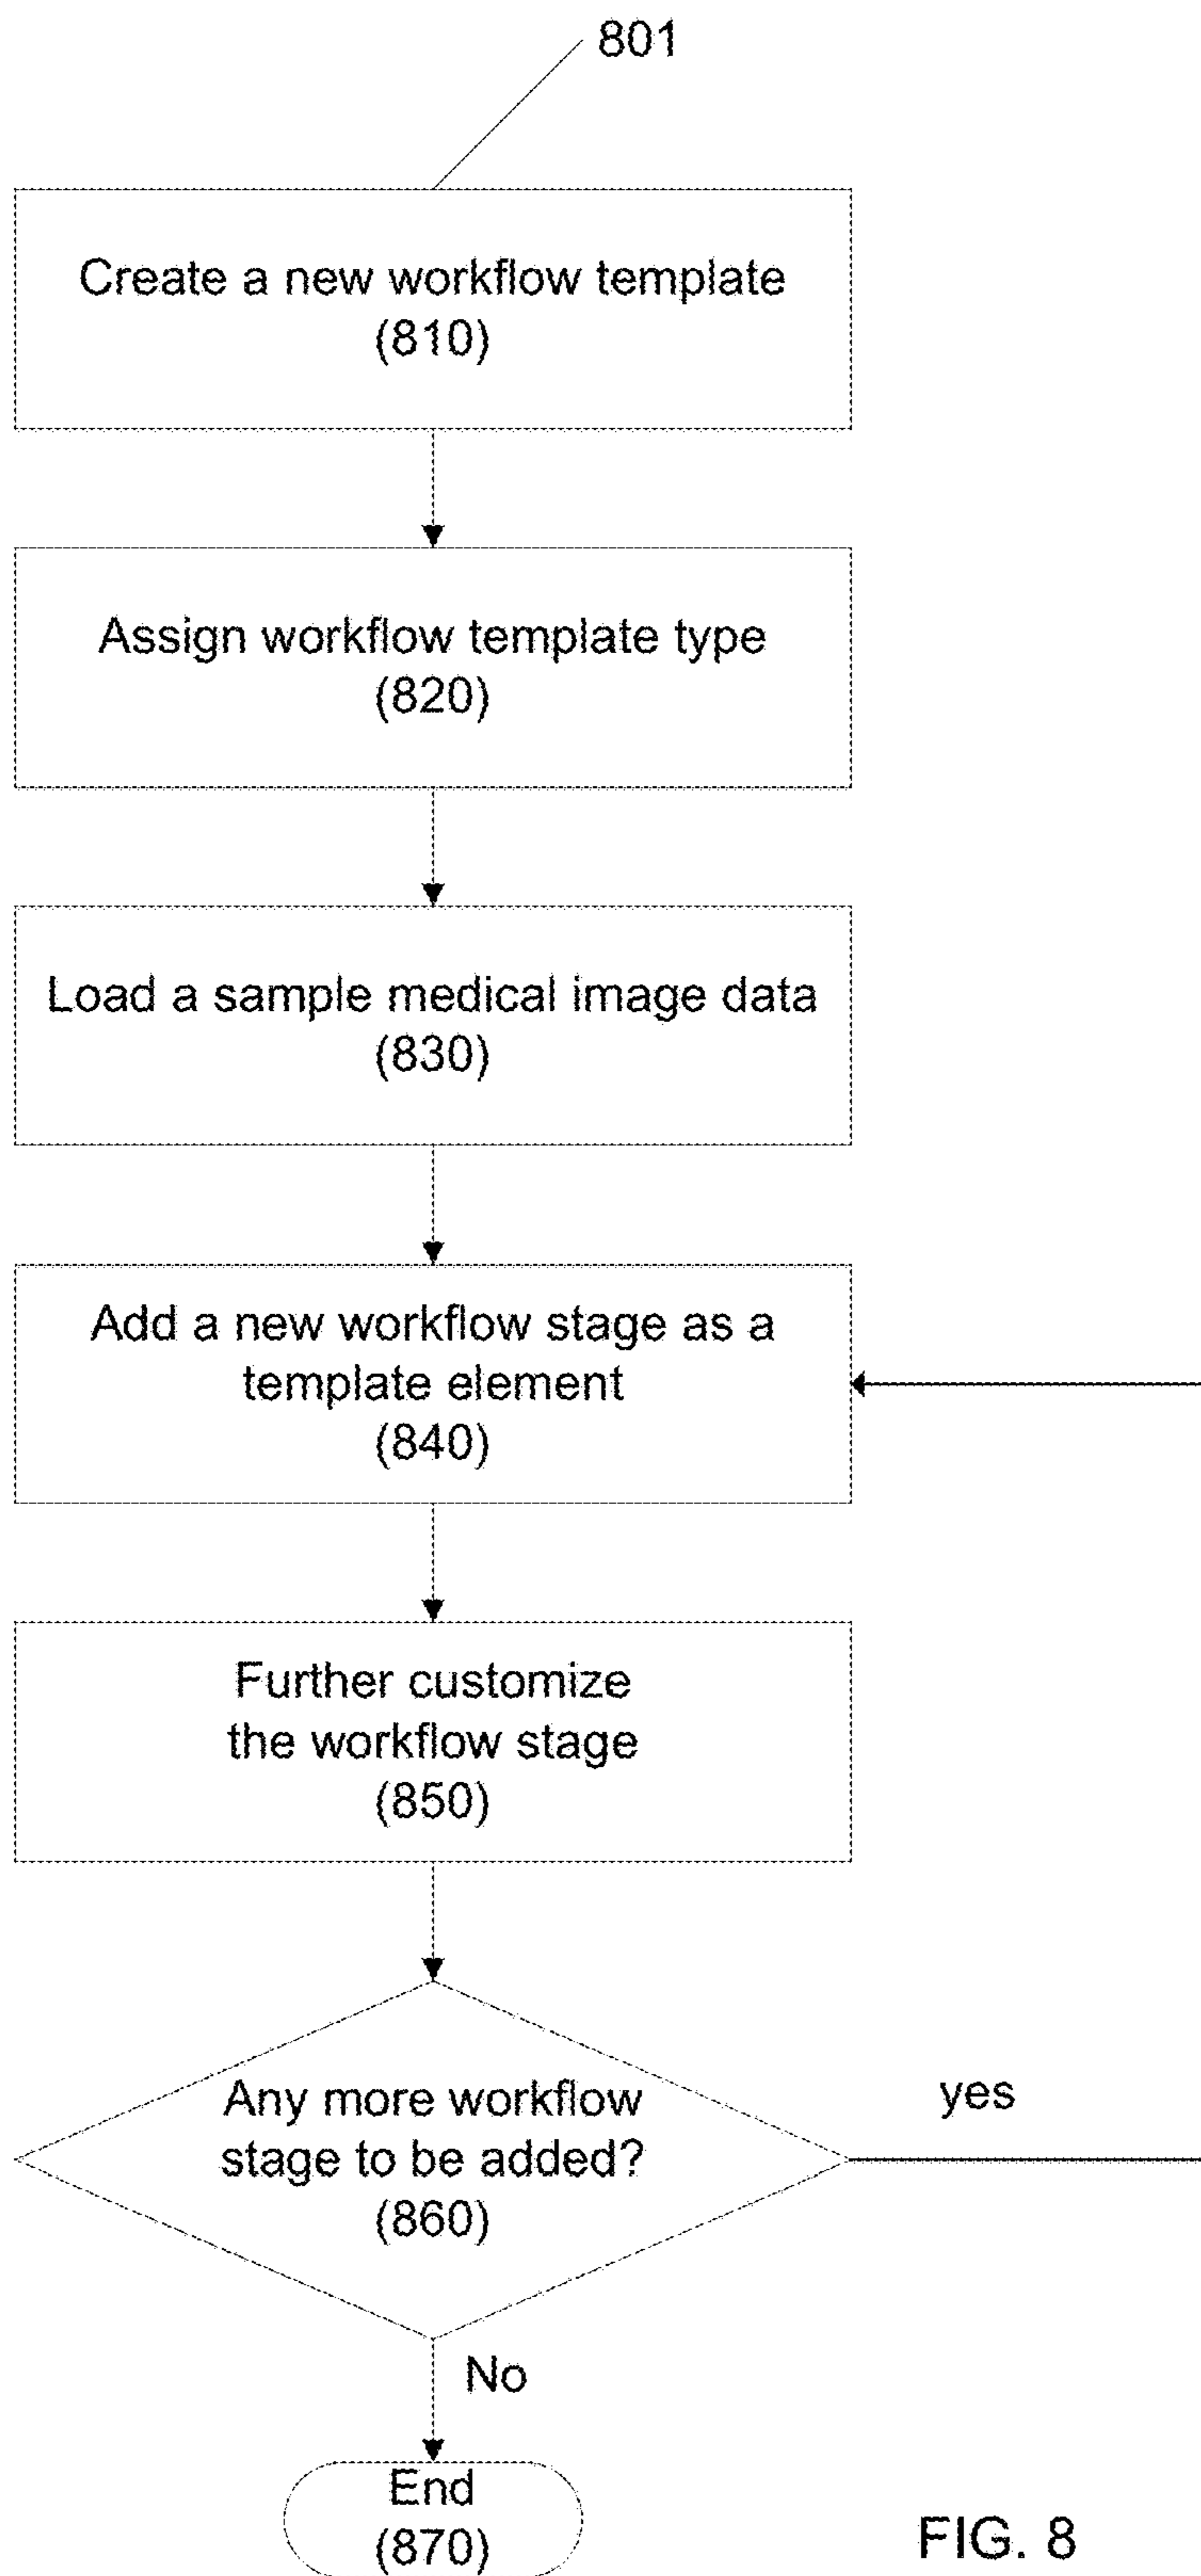 801
Create a new workflow template
(810)
Assign workflow template type
(820)
Load a sample medical image data
(830)
Add a new workflow stage as a
template element
(840)
Further customize
the workflow stage
(850)
Any more workflow
stage to be added?
(860)
yes
No
End
(870)
FIG. 8